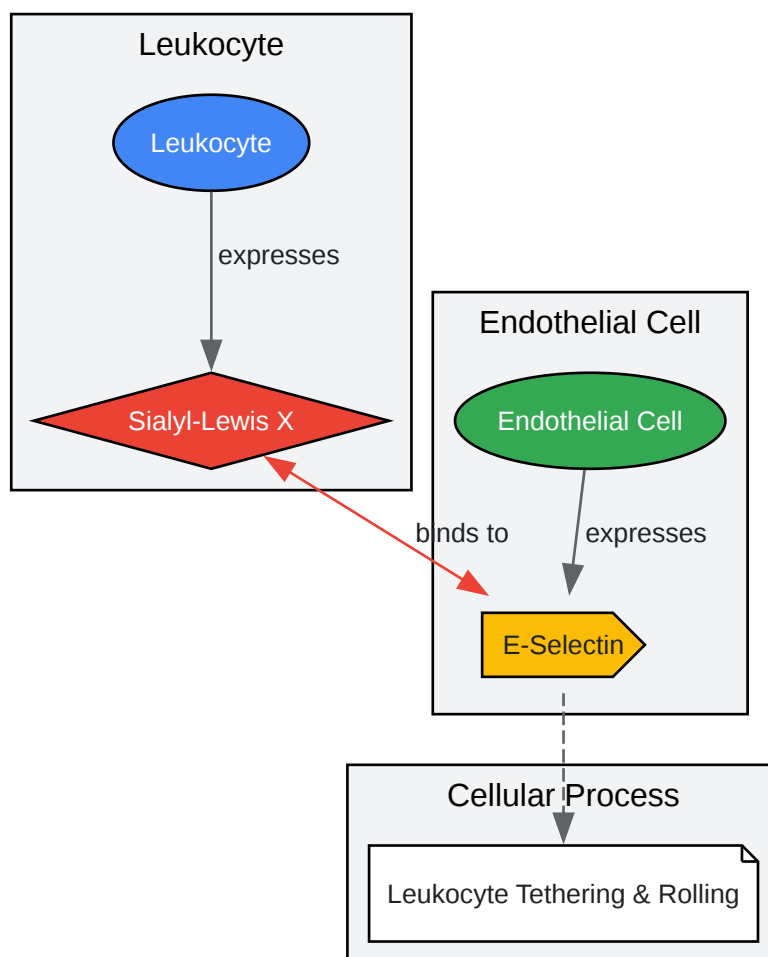 Leukocyte
Leukocyte
expresses
Sialyl-Lewis X
Endothelial Cell
Endothelial Cell
binds to
expresses
E-Selectin
Cellular Process
Leukocyte Tethering & Rolling